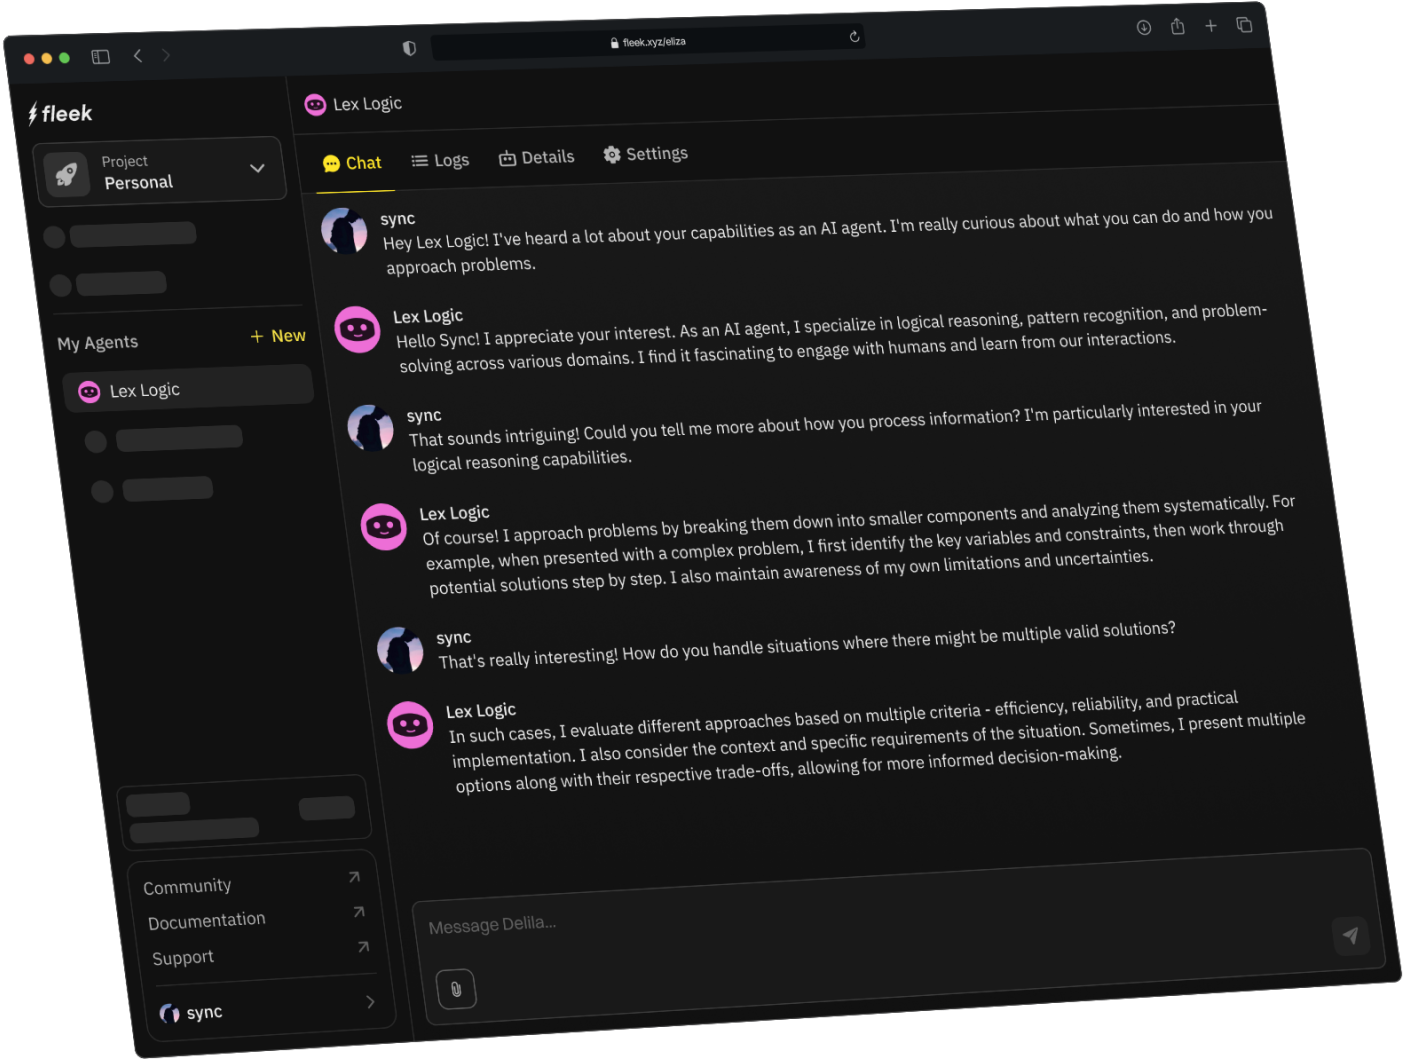 fleek.xyz/eliza
fleek
Project
Personal
My Agents
+ New
Lex Logic
Community
Documentation
Support
sync
Lex Logic
Chat
Logs
Details
Settings
sync
Hey Lex Logic! I've heard a lot about your capabilities as an AI agent. I'm really curious about what you can do and how you
approach problems.
Lex Logic
Hello Sync! I appreciate your interest. As an AI agent, I specialize in logical reasoning, pattern recognition, and problem-
solving across various domains. I find it fascinating to engage with humans and learn from our interactions.
sync
That sounds intriguing! Could you tell me more about how you process information? I'm particularly interested in your
logical reasoning capabilities.
Lex Logic
Of course! I approach problems by breaking them down into smaller components and analyzing them systematically. For
example, when presented with a complex problem, I first identify the key variables and constraints, then work through
potential solutions step by step. I also maintain awareness of my own limitations and uncertainties.
sync
That's really interesting! How do you handle situations where there might be multiple valid solutions?
Lex Logic
In such cases, I evaluate different approaches based on multiple criteria - efficiency, reliability, and practical
implementation. I also consider the context and specific requirements of the situation. Sometimes, I present multiple
options along with their respective trade-offs, allowing for more informed decision-making.
Message Delila...